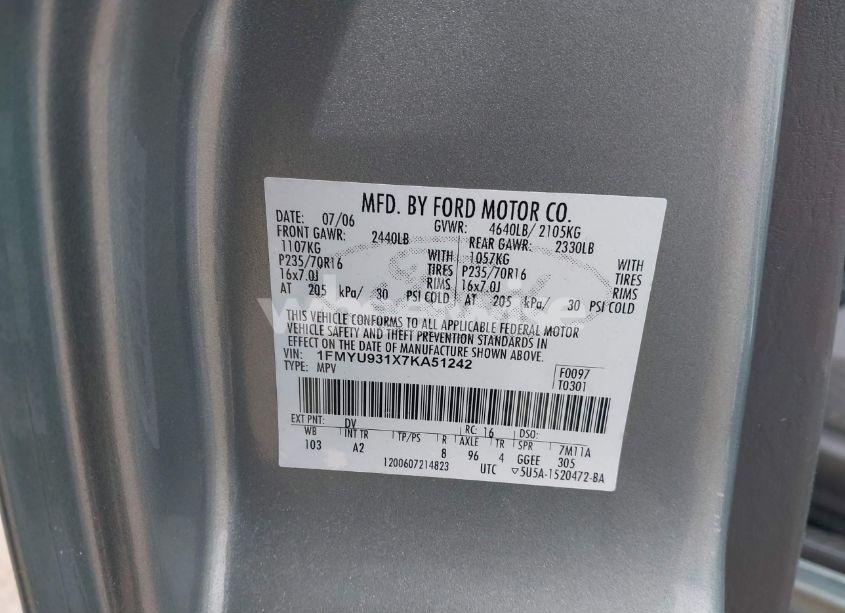 MFD. BY FORD MOTOR CO.
DATE: 07/06 GVWR: 4640LB/ 2105KG
FRONT GAWR: 2440LB REAR GAWR: 2330LB
1107KG WITH 1057KG WITH
P235/70R16 TIRES P235/70R16 TIRES
16x7.0J RIMS 16x7.0J RIMS
AT 205 kPa/ 30 PSI COLD AT 205 kPa/ 30 PSI COLD
THIS VEHICLE CONFORMS TO ALL APPLICABLE FEDERAL MOTOR
VEHICLE SAFETY AND THEFT PREVENTION STANDARDS IN
EFFECT ON THE DATE OF MANUFACTURE SHOWN ABOVE.
VIN: 1FMYU931X7KA51242
TYPE: MPV
F0097
T0301
EXT PNT: DV RC: 16 DSO:
WB INT TR TP/PS R AXLE TR SPR 7M11A
103 A2 8 96 4 GGEE 305
1200607214823 UTC ▽5U5A-1520472-BA